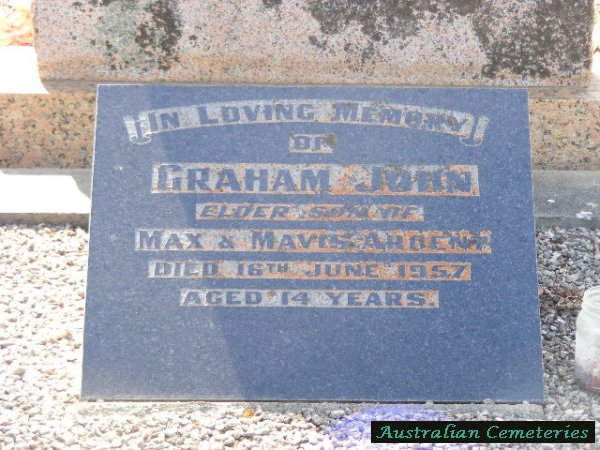 IN LOVING MEMORY
OF
GRAHAM JOHN
ELDER SON OF
MAX & MAVIS ARGENT
DIED 16TH JUNE 1957
AGED 14 YEARS.
Australian Cemeteries